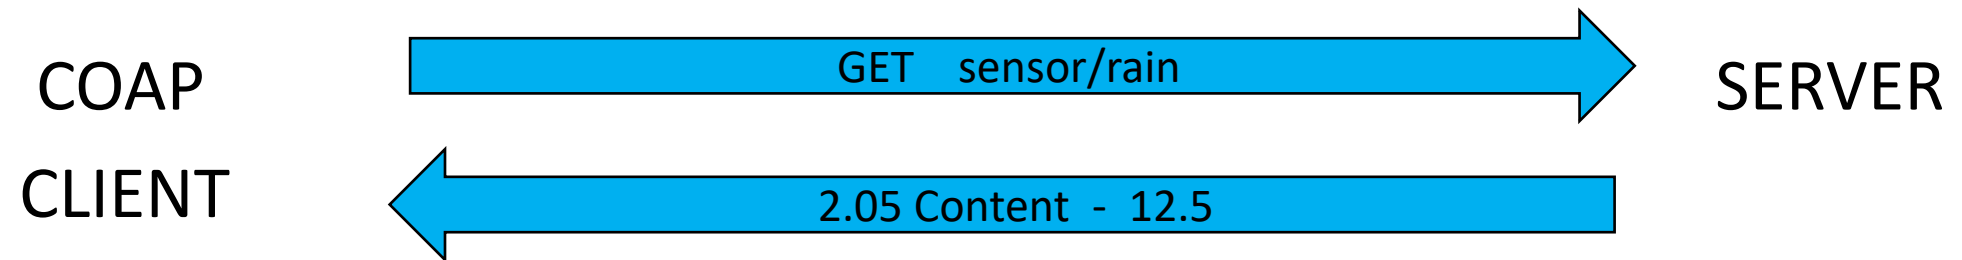 COAP
CLIENT
GET sensor/rain
2.05 Content - 12.5
SERVER